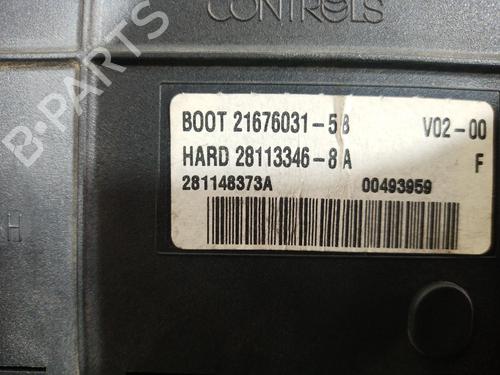 CONTROLS
BOOT 21676031-5B V02-00
HARD 28113346-8A F
281148373A 00493959
H
B-PARTS